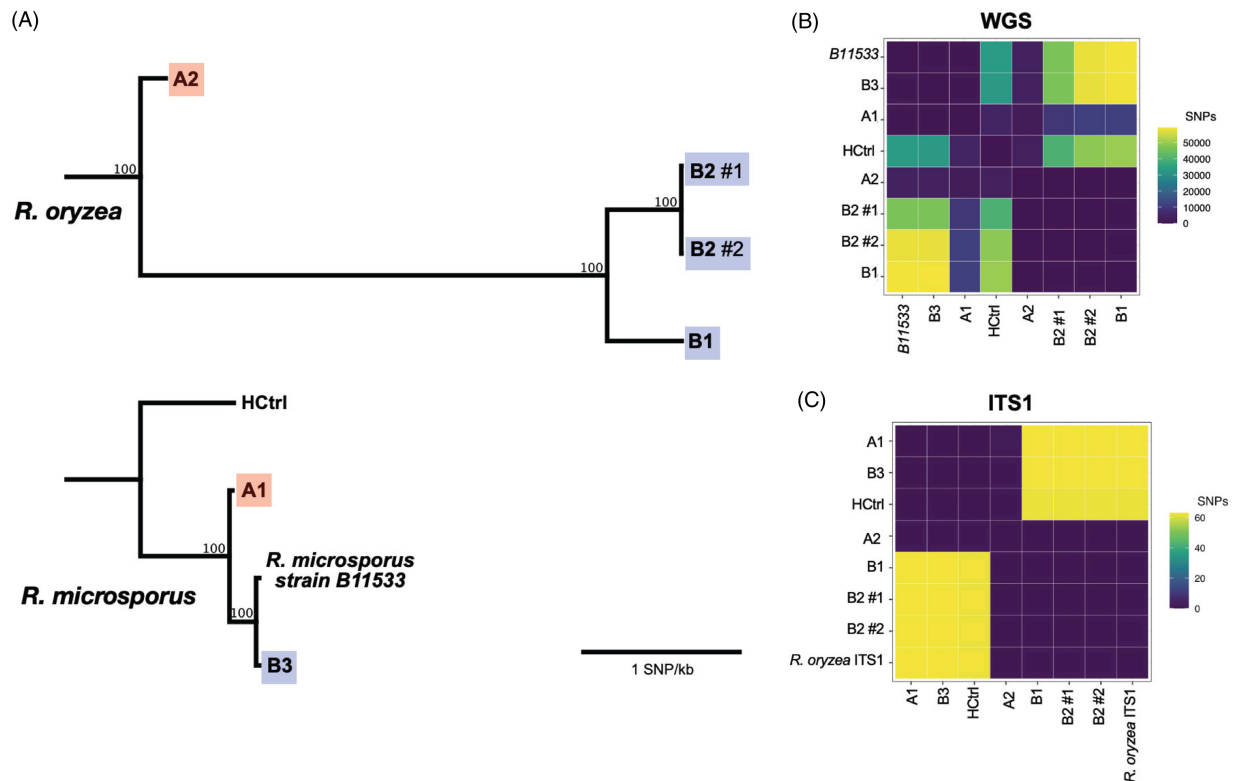 (A)
A2
100
R. oryzea
B2 #1
100
B2 #2
100
B1
HCtrl
A1
100
R. microsporus
strain B11533
R. microsporus
100
B3
1 SNP/kb
(B)
WGS
B11533
B3
A1
HCtrl
A2
B2 #1
B2 #2
B1
B11533
B3
A1
HCtrl
A2
B2 #1
B2 #2
B1
SNPs
50000
40000
30000
20000
10000
0
(C)
ITS1
A1
B3
HCtrl
A2
B1
B2 #1
B2 #2
R. oryzea ITS1
A1
B3
HCtrl
A2
B1
B2 #1
B2 #2
R. oryzea ITS1
SNPs
60
40
20
0